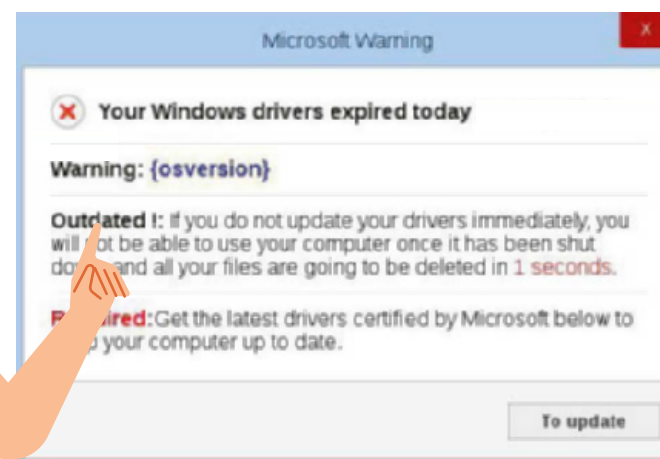 Microsoft Warning
X
Your Windows drivers expired today
Warning: {osversion}
Outdated !: If you do not update your drivers immediately, you
will not be able to use your computer once it has been shut
and all your files are going to be deleted in 1 seconds.
Get the latest drivers certified by Microsoft below to
your computer up to date.
To update